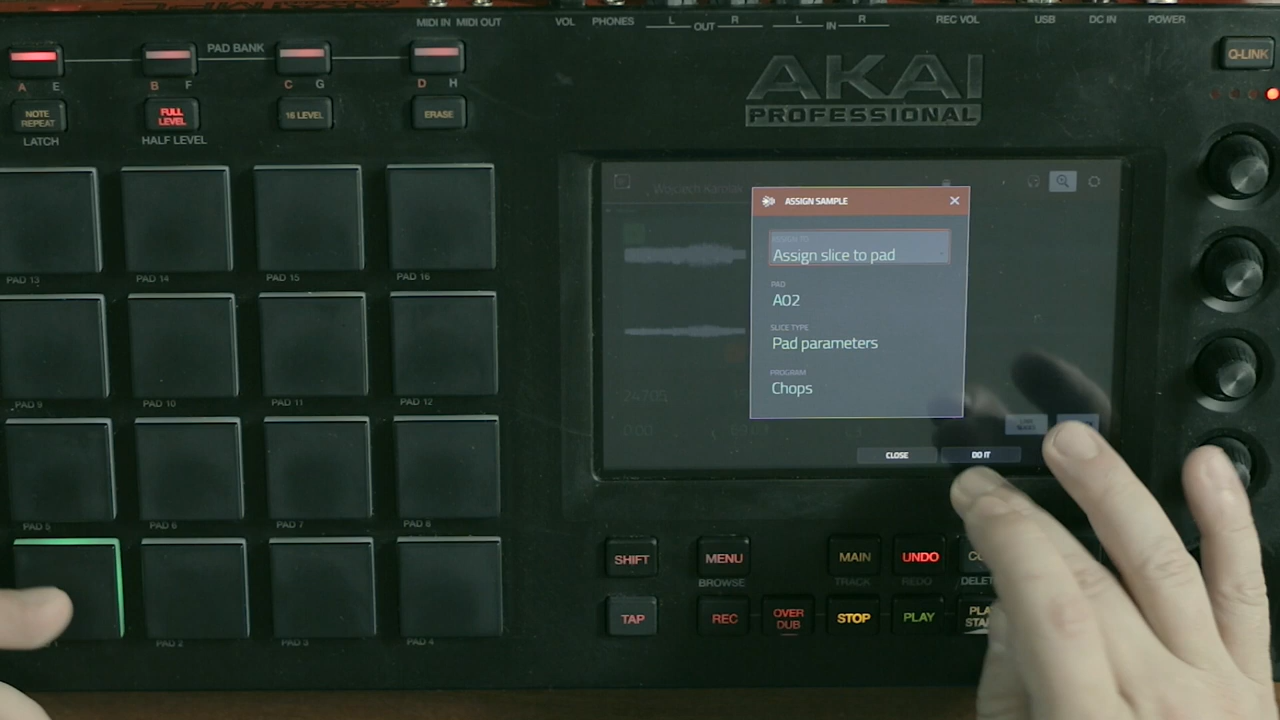 MIDI IN MIDI OUT VOL PHONES L OUT R L IN R REC VOL USB DC IN POWER
PAD BANK
A E B F C G D H
Q-LINK
NOTE REPEAT
FULL LEVEL
16 LEVEL
ERASE
LATCH
HALF LEVEL
AKAI
PROFESSIONAL
ASSIGN SAMPLE
ASSIGN TO
Assign slice to pad
PAD
A02
SLICE TYPE
Pad parameters
PROGRAM
Chops
CLOSE
DO IT
PAD 13 PAD 14 PAD 15 PAD 16
PAD 9 PAD 10 PAD 11 PAD 12
PAD 5 PAD 6 PAD 7 PAD 8
PAD 2 PAD 3 PAD 4
SHIFT
MENU
MAIN
UNDO
BROWSE
TRACK
REDO
TAP
REC
OVER DUB
STOP
PLAY